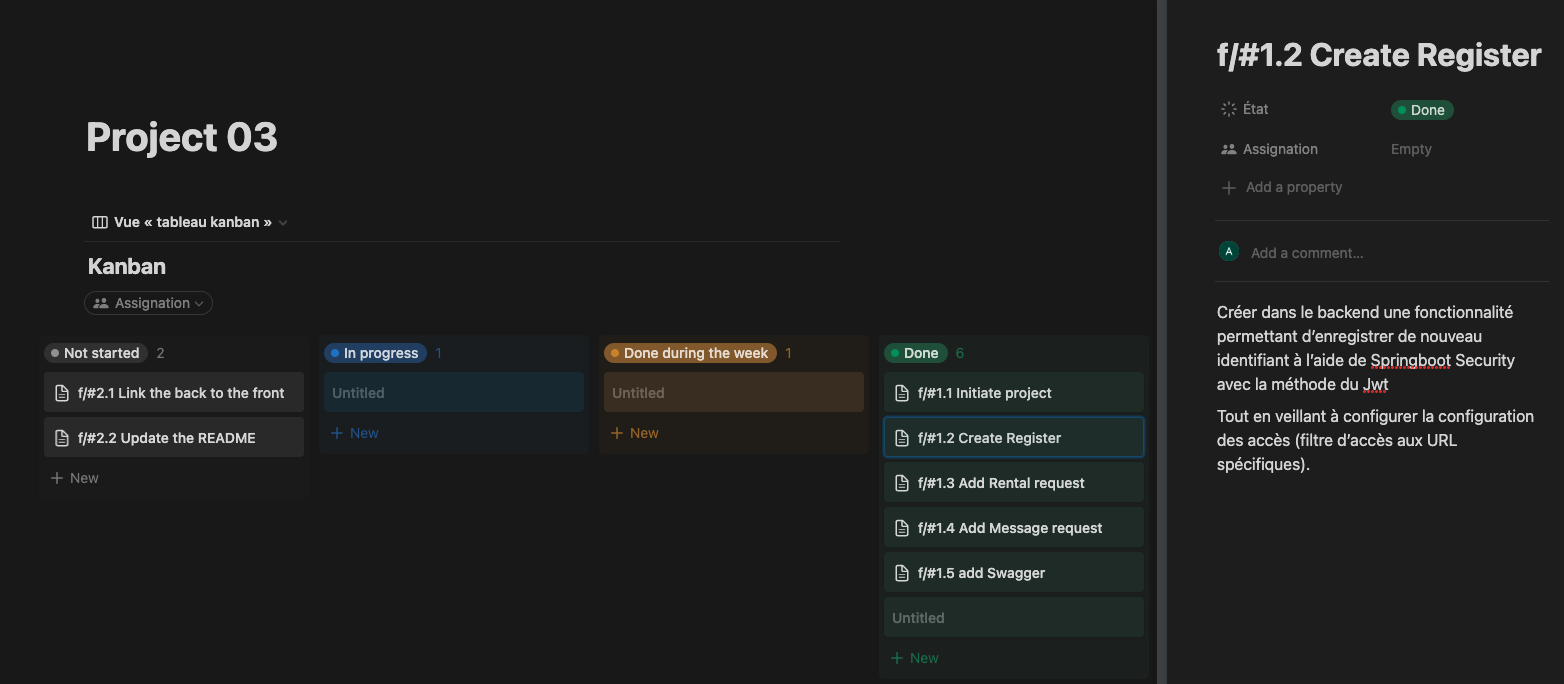 Project 03
Vue « tableau kanban »
Kanban
Assignation
Not started 2
f/#2.1 Link the back to the front
f/#2.2 Update the README
New
In progress 1
Untitled
New
Done during the week 1
Untitled
New
Done 6
f/#1.1 Initiate project
f/#1.2 Create Register
f/#1.3 Add Rental request
f/#1.4 Add Message request
f/#1.5 add Swagger
Untitled
New
f/#1.2 Create Register
État Done
Assignation Empty
Add a property
A Add a comment...
Créer dans le backend une fonctionnalité
permettant d’enregistrer de nouveau
identifiant à l’aide de Springboot Security
avec la méthode du Jwt
Tout en veillant à configurer la configuration
des accès (filtre d’accès aux URL
spécifiques).